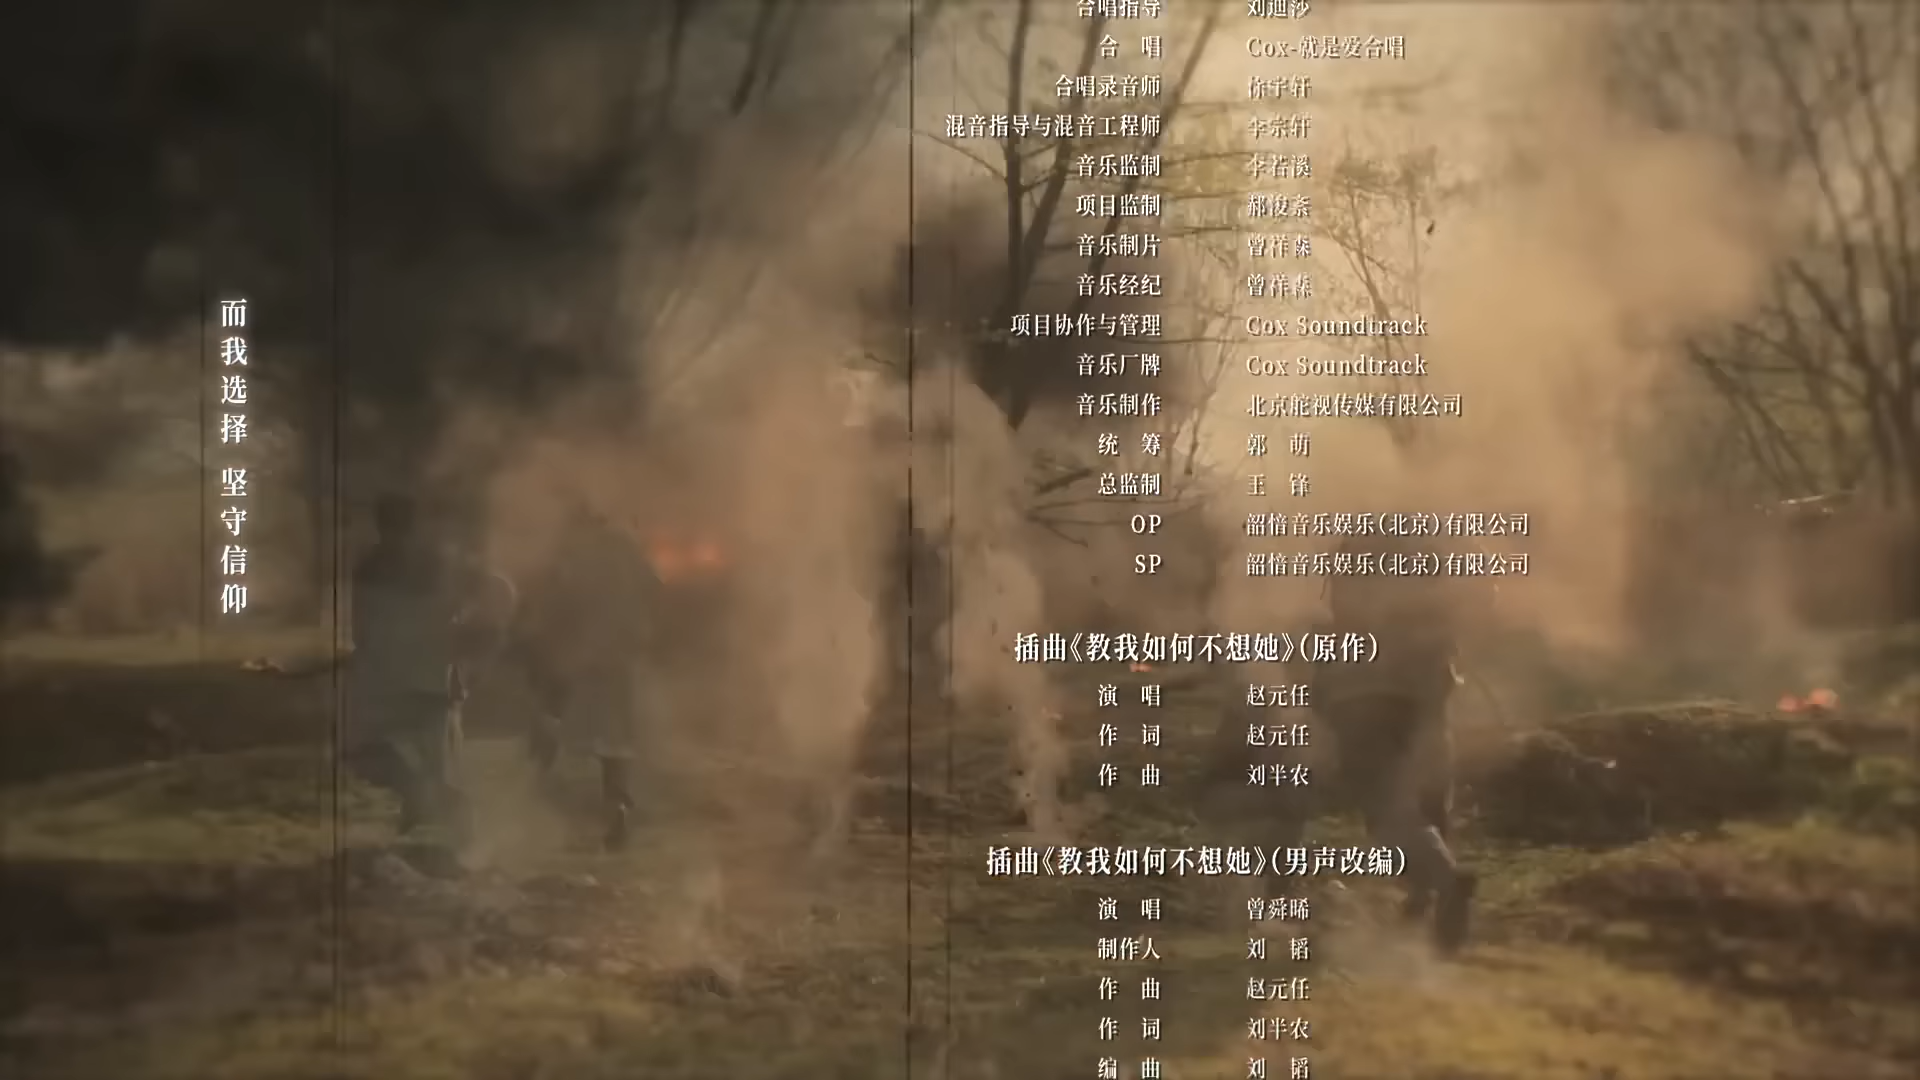 而我选择 坚守信仰
合唱指导 刘迪莎
合唱 Cox-就是爱合唱
合唱录音师 徐宇轩
混音指导与混音工程师 李宗轩
音乐监制 李若溪
项目监制
音乐制片 曾祥森
音乐经纪 曾祥森
项目协作与管理 Cox Soundtrack
音乐厂牌 Cox Soundtrack
音乐制作 北京舵视传媒有限公司
统筹 郭萌
总监制 王锋
OP 韶愔音乐娱乐(北京)有限公司
SP 韶愔音乐娱乐(北京)有限公司
插曲《教我如何不想她》(原作)
演唱 赵元任
作词 赵元任
作曲 刘半农
插曲《教我如何不想她》(男声改编)
演唱 曾舜晞
制作人 刘韬
作曲 赵元任
作词 刘半农
编曲 刘韬